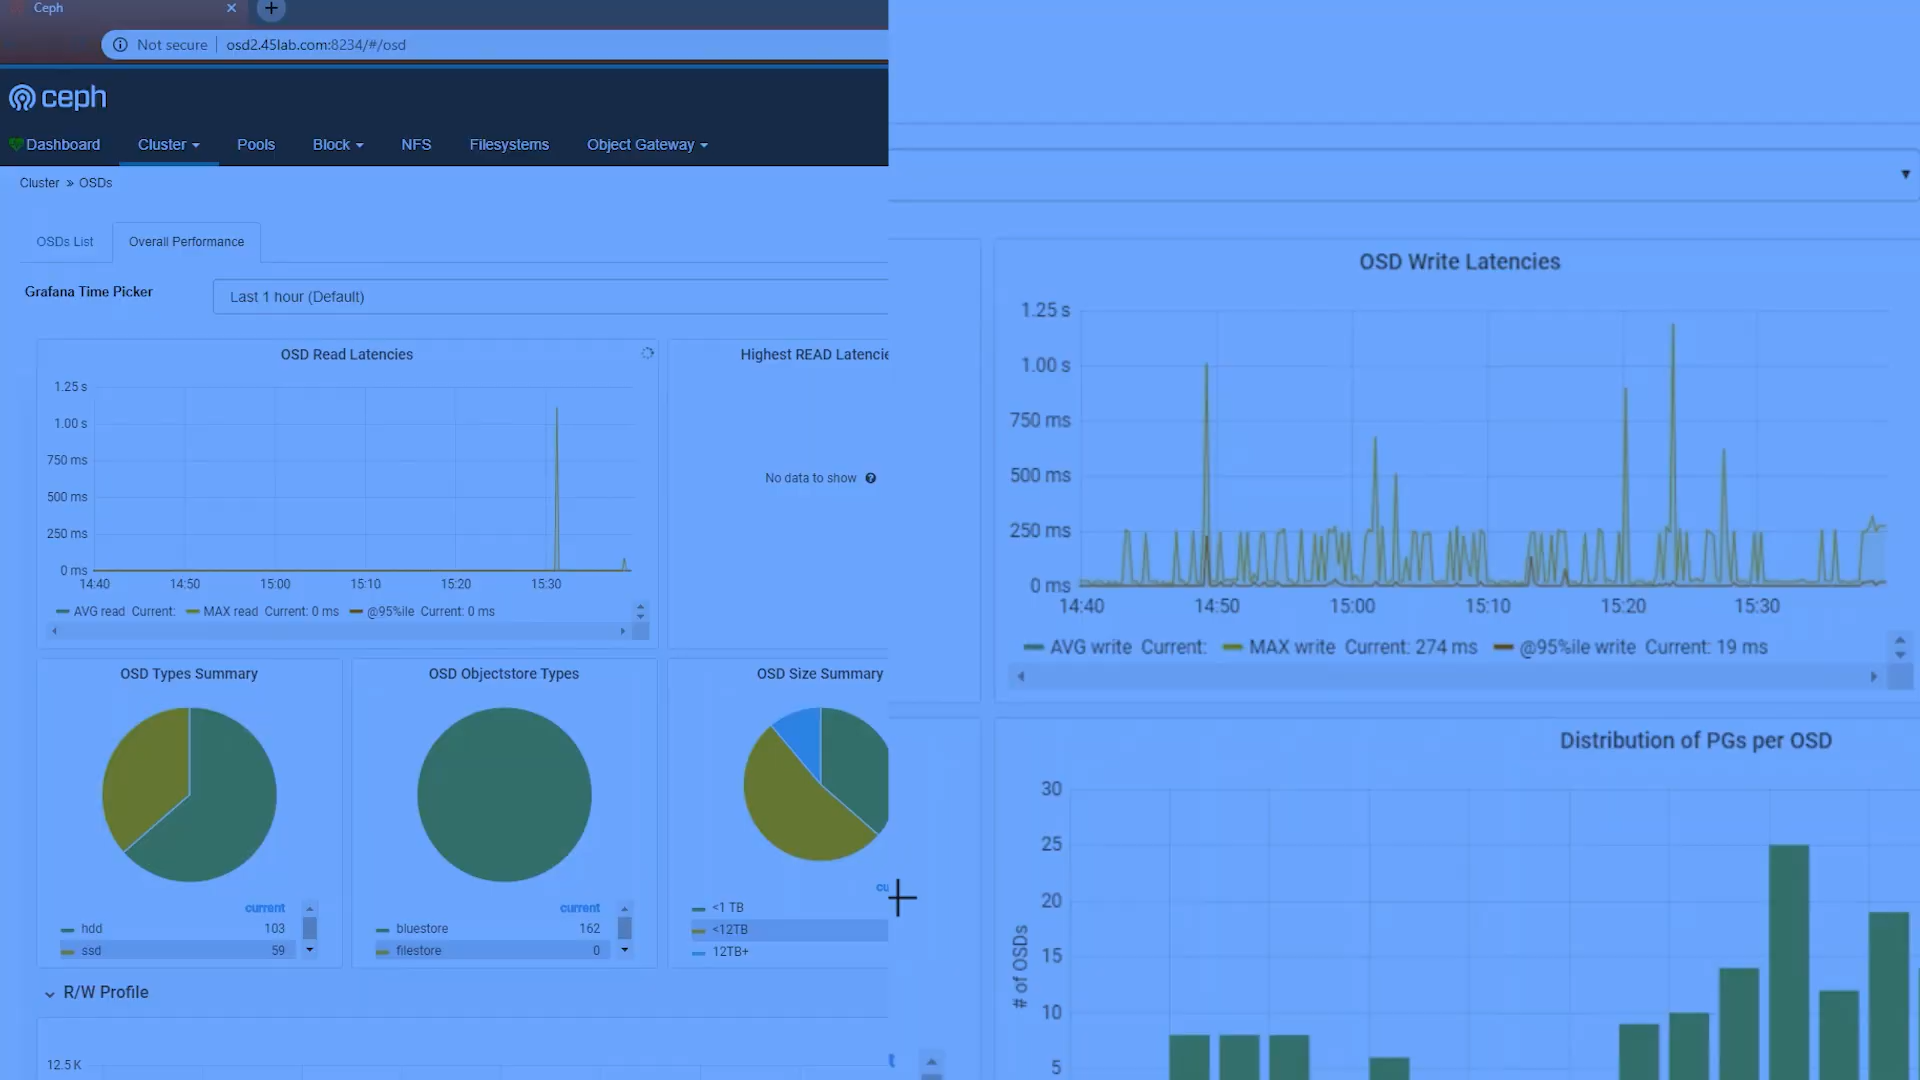 Ceph
Not secure
osd2.45lab.com:8234/#/osd
ceph
Dashboard
Cluster
Pools
Block
NFS
Filesystems
Object Gateway
Cluster » OSDs
OSDs List
Overall Performance
Grafana Time Picker
Last 1 hour (Default)
OSD Read Latencies
1.25 s
1.00 s
750 ms
500 ms
250 ms
0 ms
14:40 14:50 15:00 15:10 15:20 15:30
AVG read Current: MAX read Current: 0 ms @95%ile Current: 0 ms
Highest READ Latencie
No data to show
OSD Types Summary
current
hdd 103
ssd 59
OSD Objectstore Types
current
bluestore 162
filestore 0
OSD Size Summary
cu
<1 TB
<12TB
12TB+
R/W Profile
12.5 K
OSD Write Latencies
1.25 s
1.00 s
750 ms
500 ms
250 ms
0 ms
14:40 14:50 15:00 15:10 15:20 15:30
AVG write Current: MAX write Current: 274 ms @95%ile write Current: 19 ms
Distribution of PGs per OSD
# of OSDs
30
25
20
15
10
5